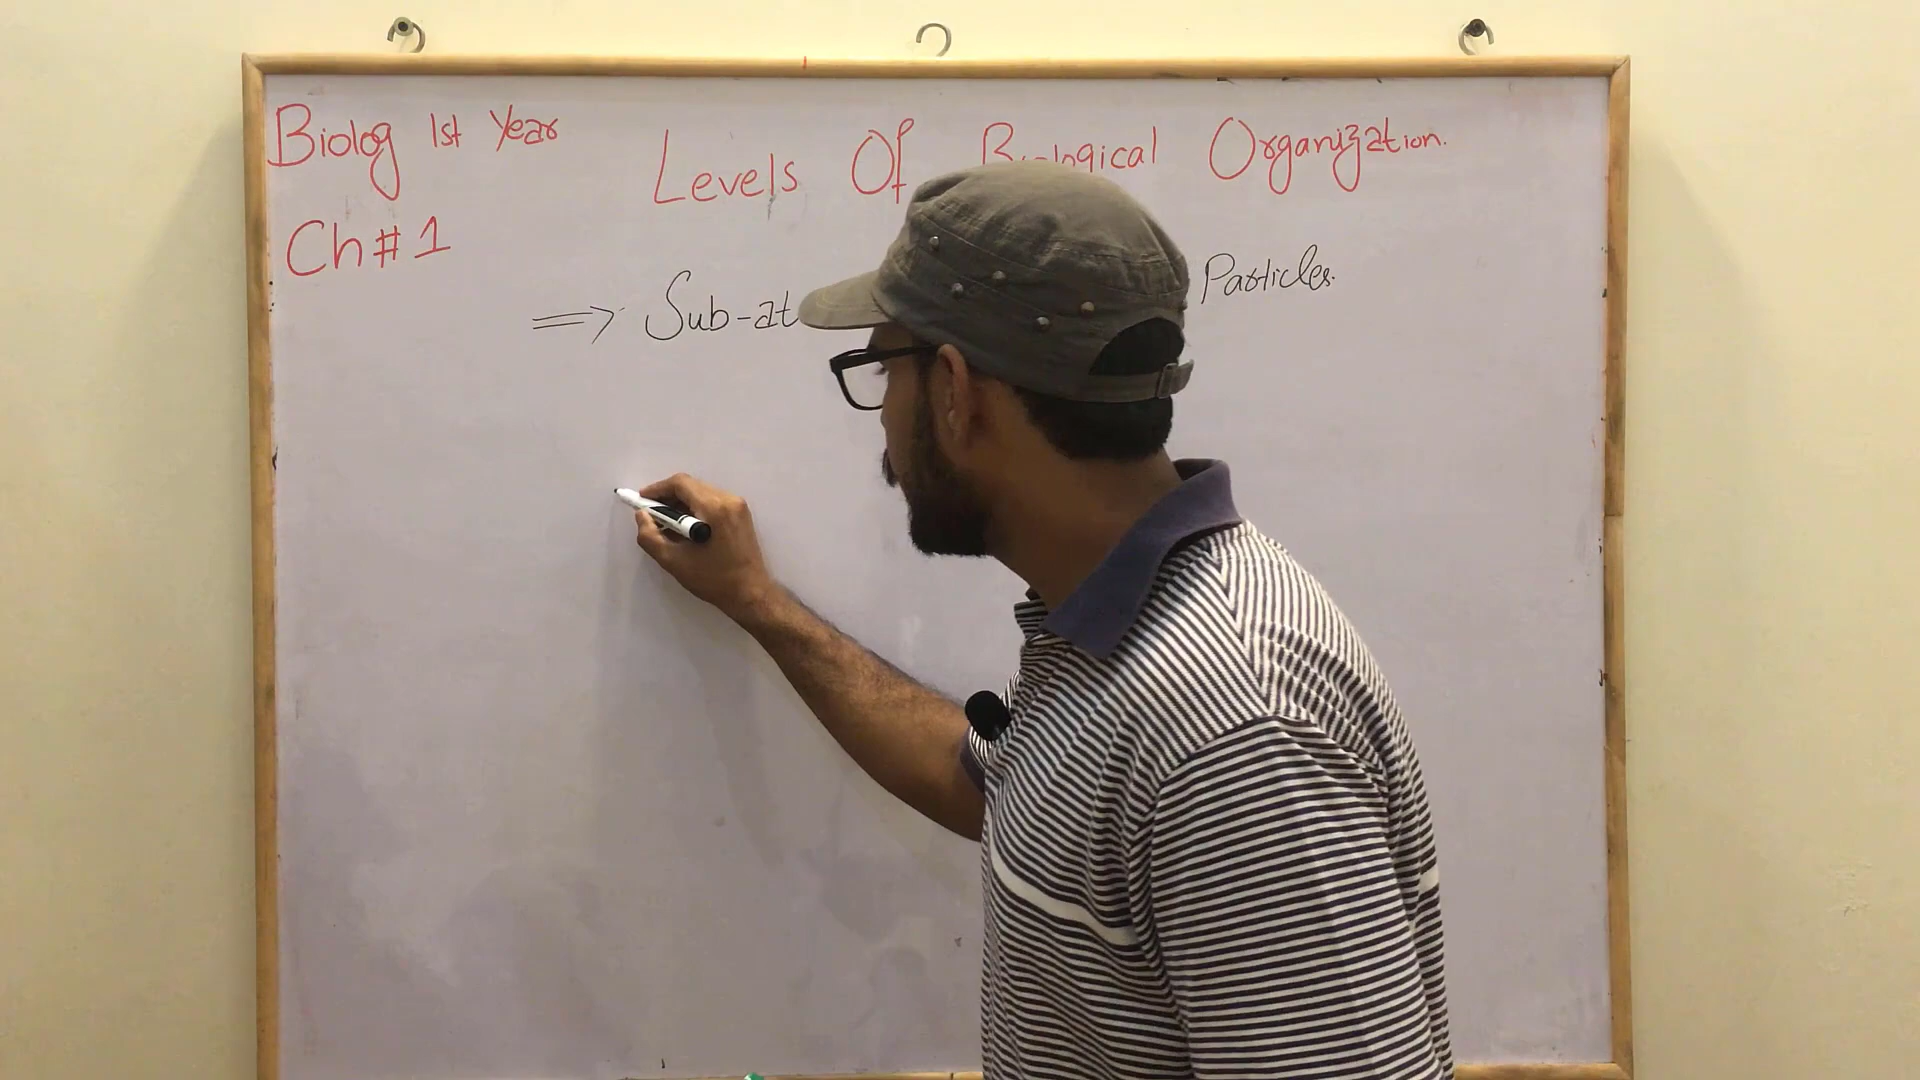 Biolog 1st Year
Levels Of Biological Organization.
Ch # 1
⇒ Sub-at Particles.